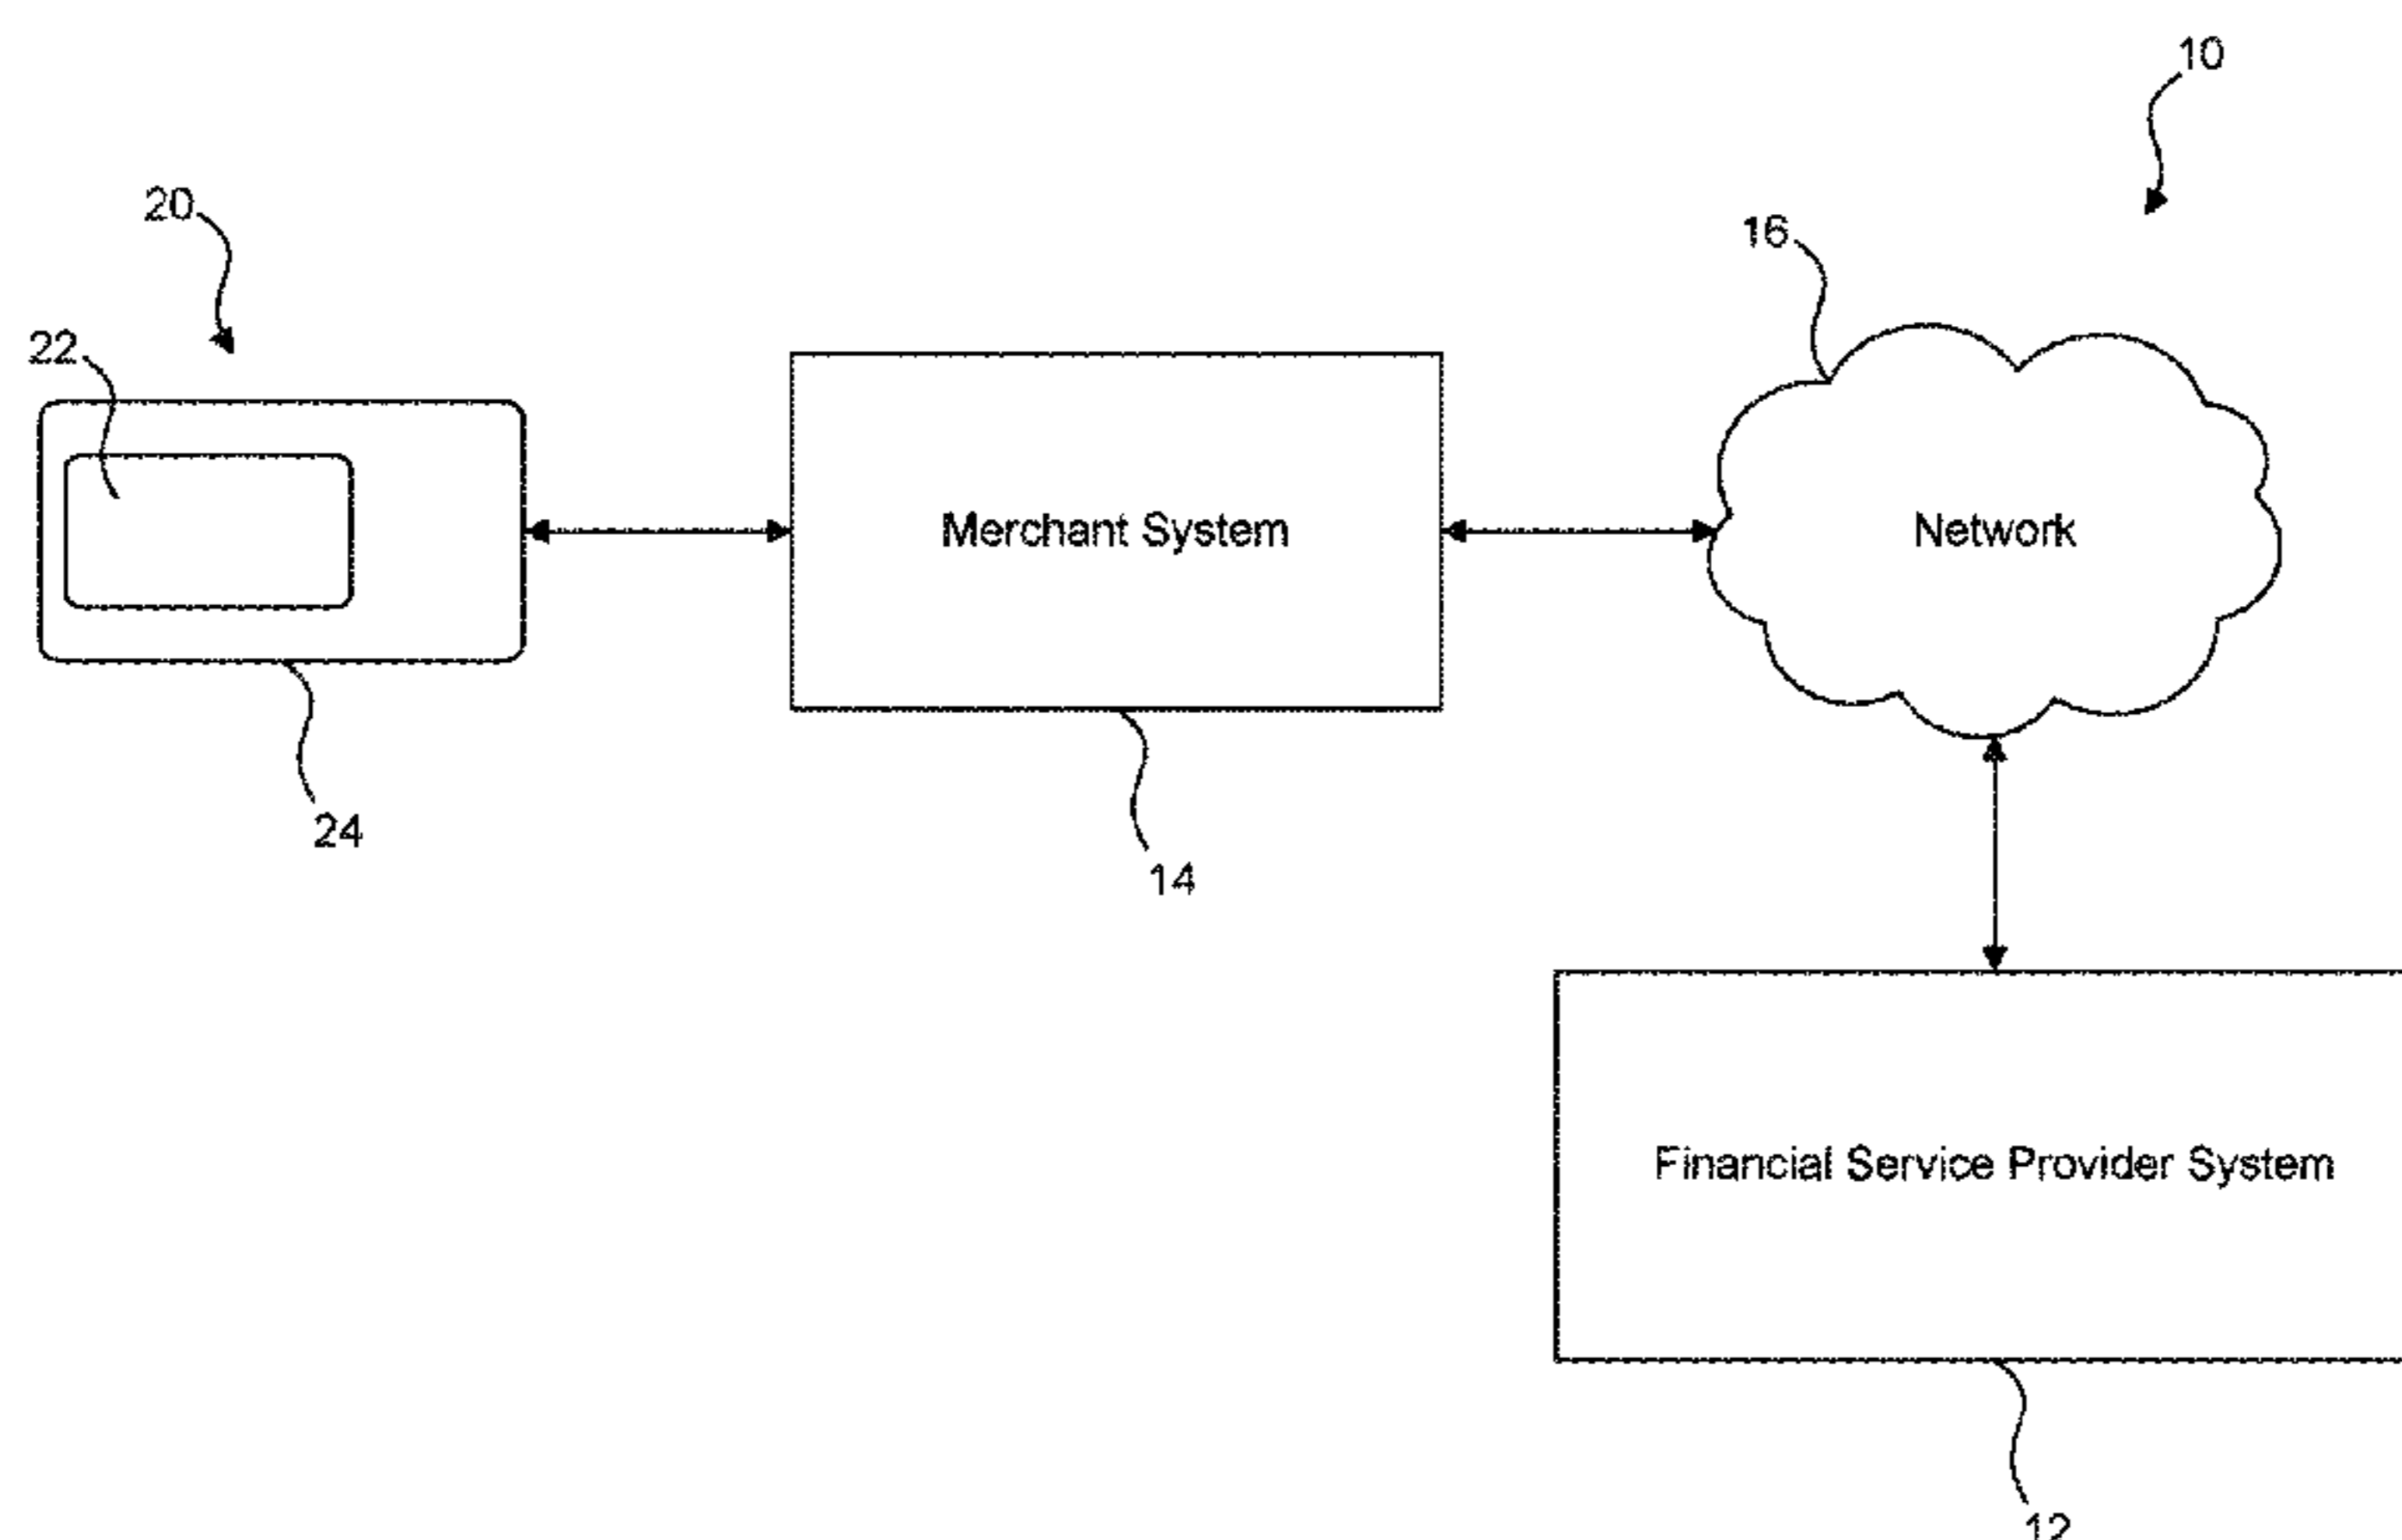 10
20
16
22
Merchant System
Network
24
14
Financial Service Provider System
12